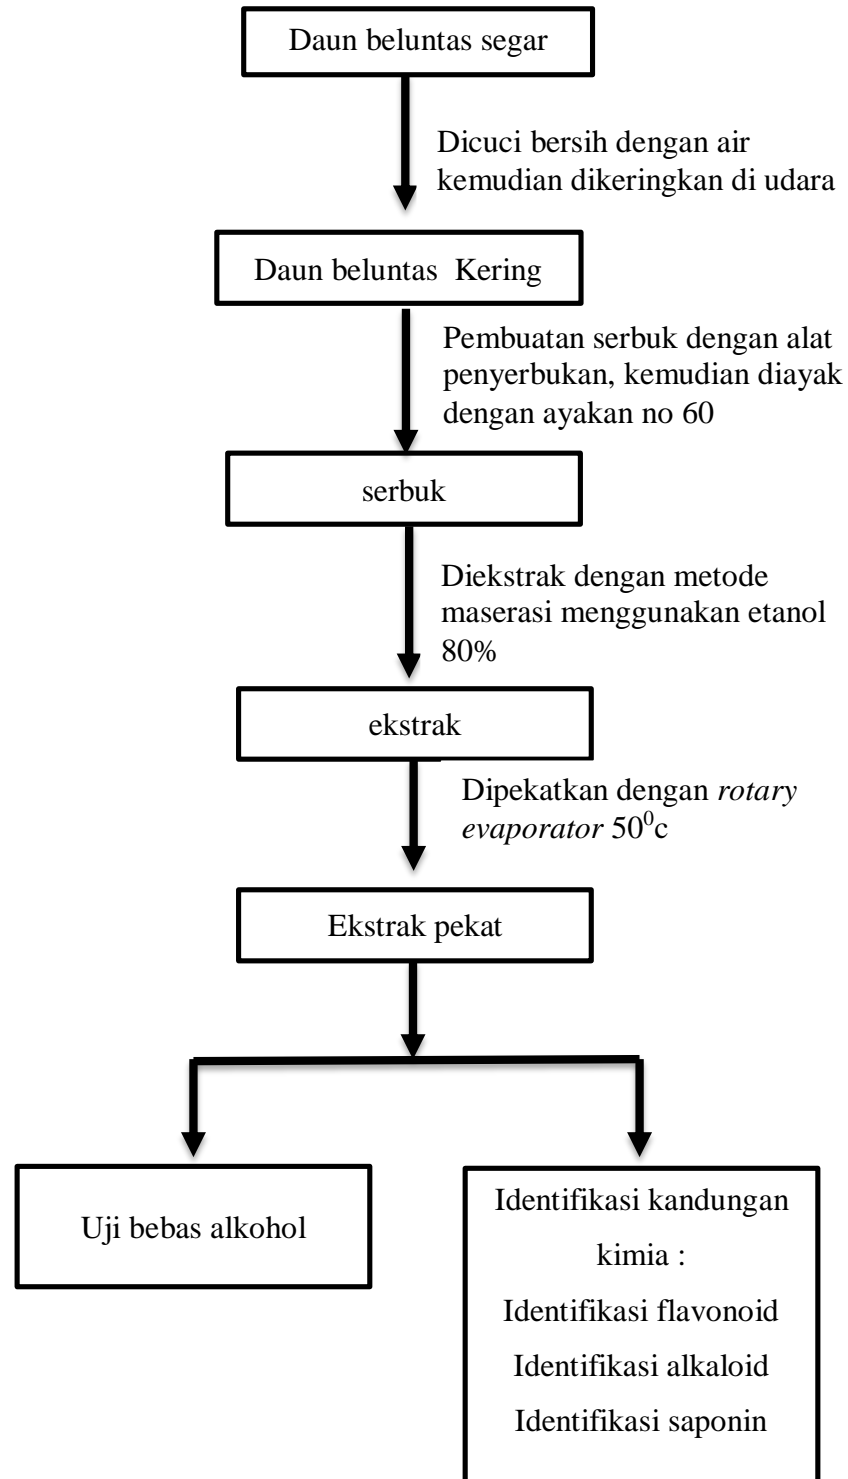 Daun beluntas segar
Dicuci bersih dengan air
kemudian dikeringkan di udara
Daun beluntas  Kering
Pembuatan serbuk dengan alat
penyerbukan, kemudian diayak
dengan ayakan no 60
serbuk
Diekstrak dengan metode
maserasi menggunakan etanol
80%
ekstrak
Dipekatkan dengan rotary
evaporator 50⁰c
Ekstrak pekat
Uji bebas alkohol
Identifikasi kandungan
kimia :
Identifikasi flavonoid
Identifikasi alkaloid
Identifikasi saponin